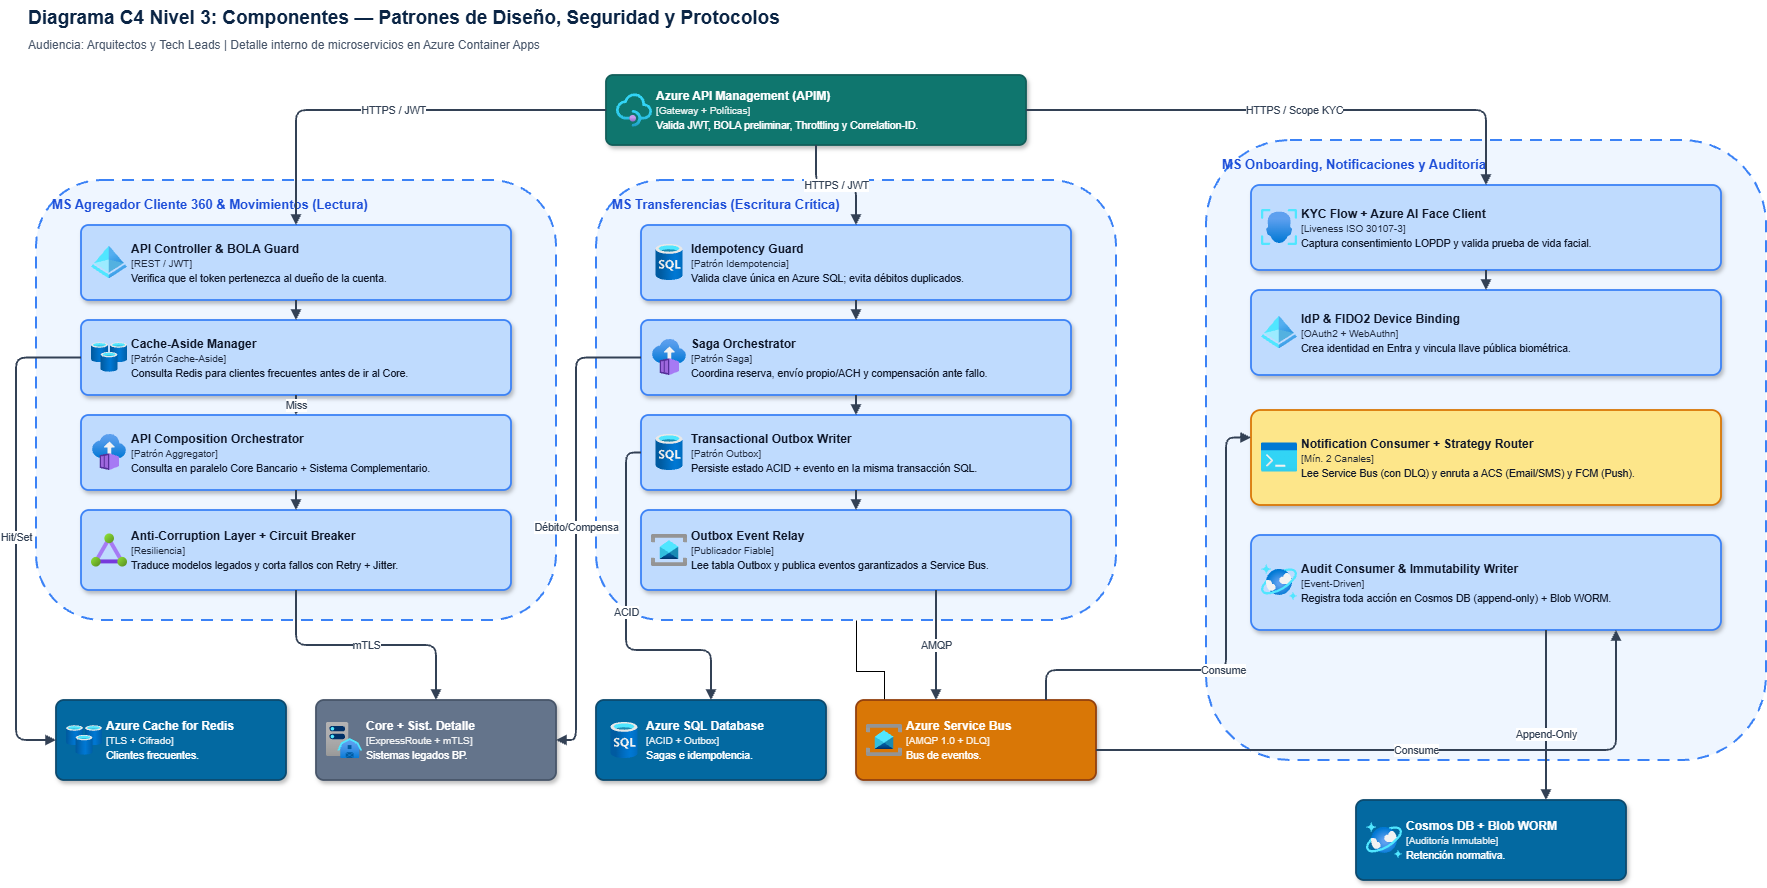 Diagrama C4 Nivel 3: Componentes — Patrones de Diseño, Seguridad y Protocolos
Audiencia: Arquitectos y Tech Leads | Detalle interno de microservicios en Azure Container Apps
Azure API Management (APIM)
[Gateway + Políticas]
Valida JWT, BOLA preliminar, Throttling y Correlation-ID.
HTTPS / JWT
HTTPS / JWT
HTTPS / Scope KYC
MS Agregador Cliente 360 & Movimientos (Lectura)
API Controller & BOLA Guard
[REST / JWT]
Verifica que el token pertenezca al dueño de la cuenta.
Cache-Aside Manager
[Patrón Cache-Aside]
Consulta Redis para clientes frecuentes antes de ir al Core.
Miss
API Composition Orchestrator
[Patrón Aggregator]
Consulta en paralelo Core Bancario + Sistema Complementario.
Anti-Corruption Layer + Circuit Breaker
[Resiliencia]
Traduce modelos legados y corta fallos con Retry + Jitter.
Hit/Set
mTLS
MS Transferencias (Escritura Crítica)
Idempotency Guard
[Patrón Idempotencia]
Valida clave única en Azure SQL; evita débitos duplicados.
Saga Orchestrator
[Patrón Saga]
Coordina reserva, envío propio/ACH y compensación ante fallo.
Transactional Outbox Writer
[Patrón Outbox]
Persiste estado ACID + evento en la misma transacción SQL.
Outbox Event Relay
[Publicador Fiable]
Lee tabla Outbox y publica eventos garantizados a Service Bus.
Débito/Compensa
ACID
AMQP
MS Onboarding, Notificaciones y Auditoría
KYC Flow + Azure AI Face Client
[Liveness ISO 30107-3]
Captura consentimiento LOPDP y valida prueba de vida facial.
IdP & FIDO2 Device Binding
[OAuth2 + WebAuthn]
Crea identidad en Entra y vincula llave pública biométrica.
Notification Consumer + Strategy Router
[Mín. 2 Canales]
Lee Service Bus (con DLQ) y enruta a ACS (Email/SMS) y FCM (Push).
Audit Consumer & Immutability Writer
[Event-Driven]
Registra toda acción en Cosmos DB (append-only) + Blob WORM.
Consume
Consume
Append-Only
Azure Cache for Redis
[TLS + Cifrado]
Clientes frecuentes.
Core + Sist. Detalle
[ExpressRoute + mTLS]
Sistemas legados BP.
SQL
Azure SQL Database
[ACID + Outbox]
Sagas e idempotencia.
Azure Service Bus
[AMQP 1.0 + DLQ]
Bus de eventos.
Cosmos DB + Blob WORM
[Auditoría Inmutable]
Retención normativa.